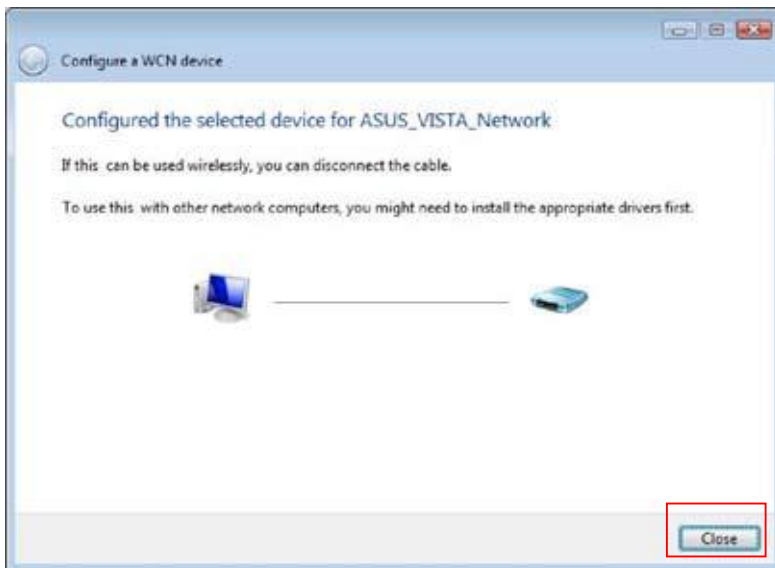 Configure a WCN device
Configured the selected device for ASUS_VISTA_Network
If this can be used wirelessly, you can disconnect the cable.
To use this with other network computers, you might need to install the appropriate drivers first.
Close